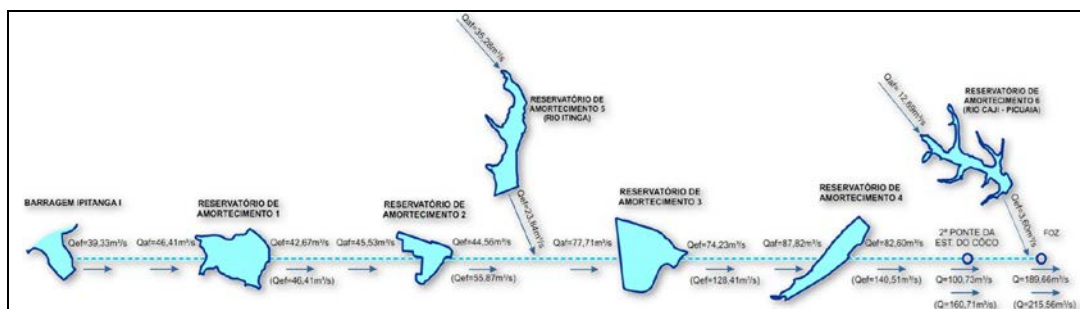 Qaf=35,28m³/s
RESERVATÓRIO DE
AMORTECIMENTO 5
(RIO ITINGA)
Qef=23,84m³/s
Qaf= 12,69m³/s
RESERVATÓRIO DE
AMORTECIMENTO 6
(RIO CAJI - PICUAIA)
Qef=3,60m³/s
BARRAGEM IPITANGA I
Qef=39,33m³/s
Qaf=46,41m³/s
RESERVATÓRIO DE
AMORTECIMENTO 1
Qef=42,67m³/s
(Qef=46,41m³/s)
Qaf=45,53m³/s
RESERVATÓRIO DE
AMORTECIMENTO 2
Qef=44,56m³/s
(Qef=55,87m³/s)
Qaf=77,71m³/s
RESERVATÓRIO DE
AMORTECIMENTO 3
Qef=74,23m³/s
(Qef=128,41m³/s)
Qaf=87,82m³/s
RESERVATÓRIO DE
AMORTECIMENTO 4
Qef=82,60m³/s
(Qef=140,51m³/s)
2ª PONTE DA
EST. DO CÔCO
Q=100,73m³/s
(Q=160,71m³/s)
FOZ
Q=189,66m³/s
(Q=215,56m³/s)